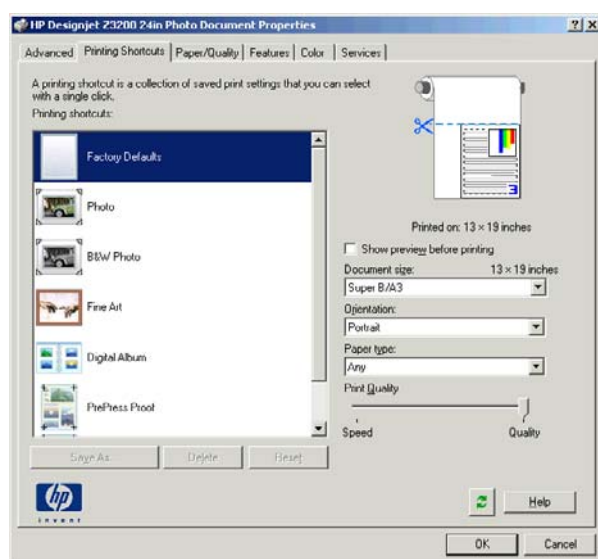 HP Designjet Z3200 24in Photo Document Properties
Advanced Printing Shortcuts Paper/Quality Features Color Services
A printing shortcut is a collection of saved print settings that you can select
with a single click.
Printing shortcuts:
Factory Defaults
Photo
B&W Photo
Fine Art
Digital Album
PrePress Proof
Save As
Delete
Reset
Printed on: 13 × 19 inches
Show preview before printing
Document size: 13 × 19 inches
Super B/A3
Orientation:
Portrait
Paper type:
Any
Print Quality
Speed Quality
hp
invent
Help
OK Cancel